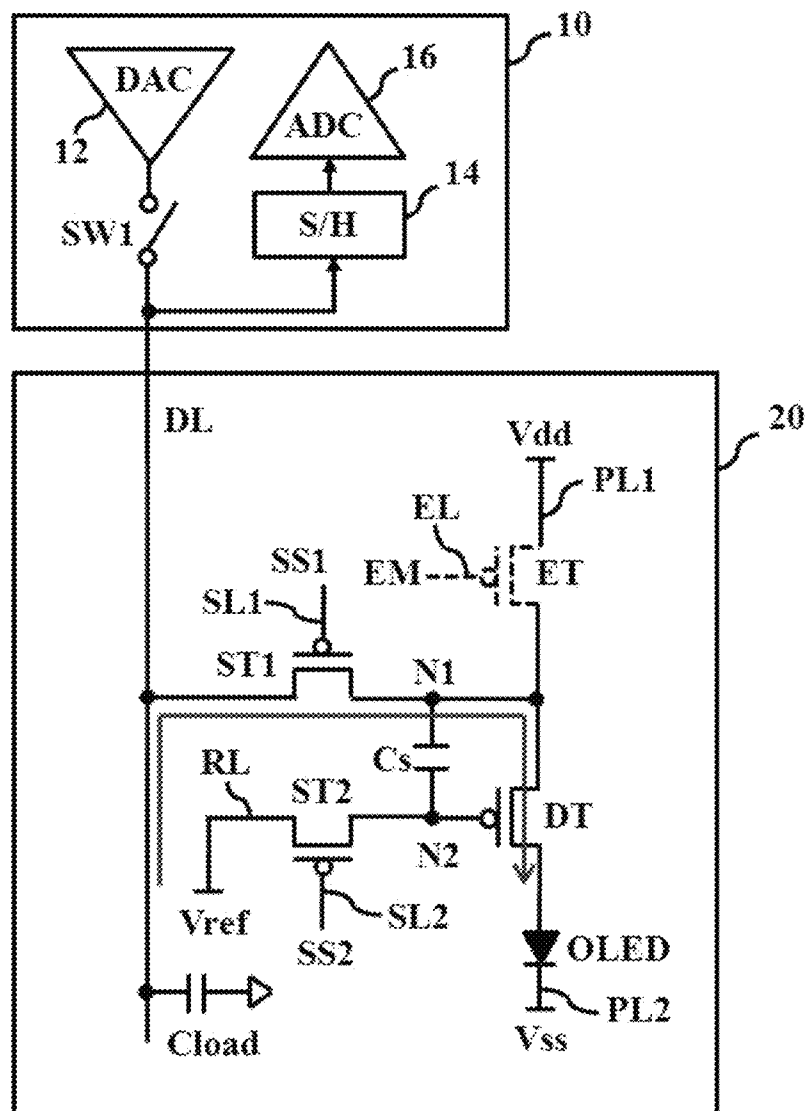 10
DAC
16
12
ADC
14
SW1
S/H
DL
20
Vdd
PL1
EL
SS1
EM
ET
SL1
ST1
N1
Cs
RL
ST2
DT
N2
Vref
SL2
SS2
OLED
PL2
Cload
Vss